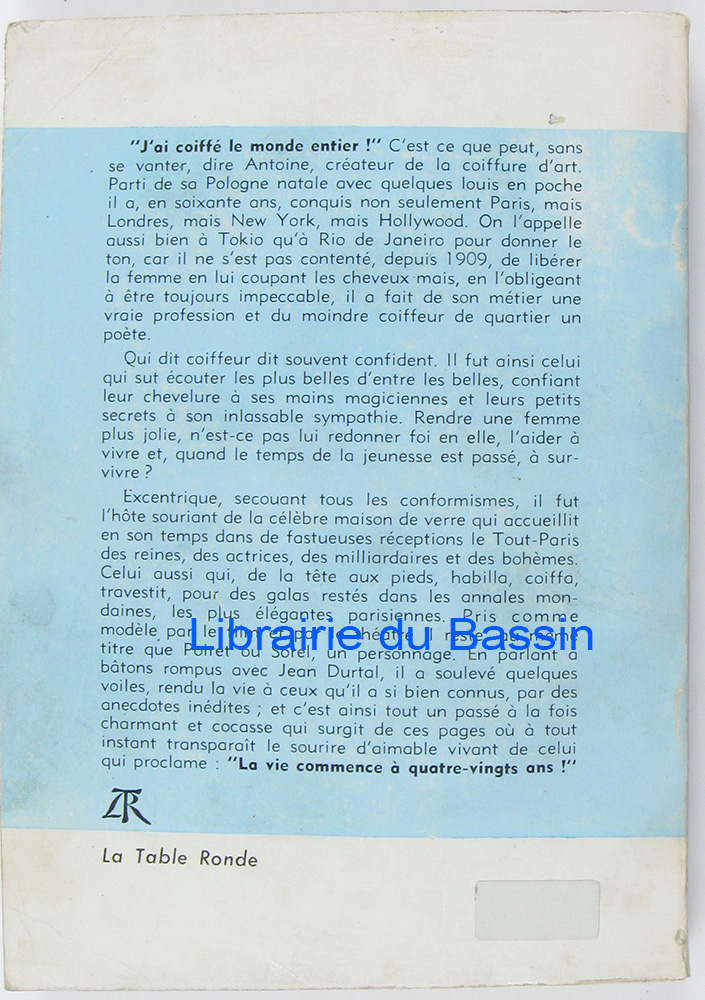 "J'ai coiffé le monde entier !" C'est ce que peut, sans
se vanter, dire Antoine, créateur de la coiffure d'art.
Parti de sa Pologne natale avec quelques louis en poche
il a, en soixante ans, conquis non seulement Paris, mais
Londres, mais New York, mais Hollywood. On l'appelle
aussi bien à Tokio qu'à Rio de Janeiro pour donner le
ton, car il ne s'est pas contenté, depuis 1909, de libérer
la femme en lui coupant les cheveux mais, en l'obligeant
à être toujours impeccable, il a fait de son métier une
vraie profession et du moindre coiffeur de quartier un
poète.
Qui dit coiffeur dit souvent confident. Il fut ainsi celui
qui sut écouter les plus belles d'entre les belles, confiant
leur chevelure à ses mains magiciennes et leurs petits
secrets à son inlassable sympathie. Rendre une femme
plus jolie, n'est-ce pas lui redonner foi en elle, l'aider à
vivre et, quand le temps de la jeunesse est passé, à sur-
vivre ?
Excentrique, secouant tous les conformismes, il fut
l'hôte souriant de la célèbre maison de verre qui accueillit
en son temps dans de fastueuses réceptions le Tout-Paris
des reines, des actrices, des milliardaires et des bohèmes.
Celui aussi qui, de la tête aux pieds, habilla, coiffa,
travestit, pour des galas restés dans les annales mon-
daines, les plus élégantes parisiennes. Pris comme
modèle par le film et par le théâtre il reste, au même
titre que Poiret ou Sorel, un personnage. En parlant à
bâtons rompus avec Jean Durtal, il a soulevé quelques
voiles, rendu la vie à ceux qu'il a si bien connus, par des
anecdotes inédites ; et c'est ainsi tout un passé à la fois
charmant et cocasse qui surgit de ces pages où à tout
instant transparaît le sourire d'aimable vivant de celui
qui proclame : "La vie commence à quatre-vingts ans !"
Librairie du Bassin
LTR
La Table Ronde